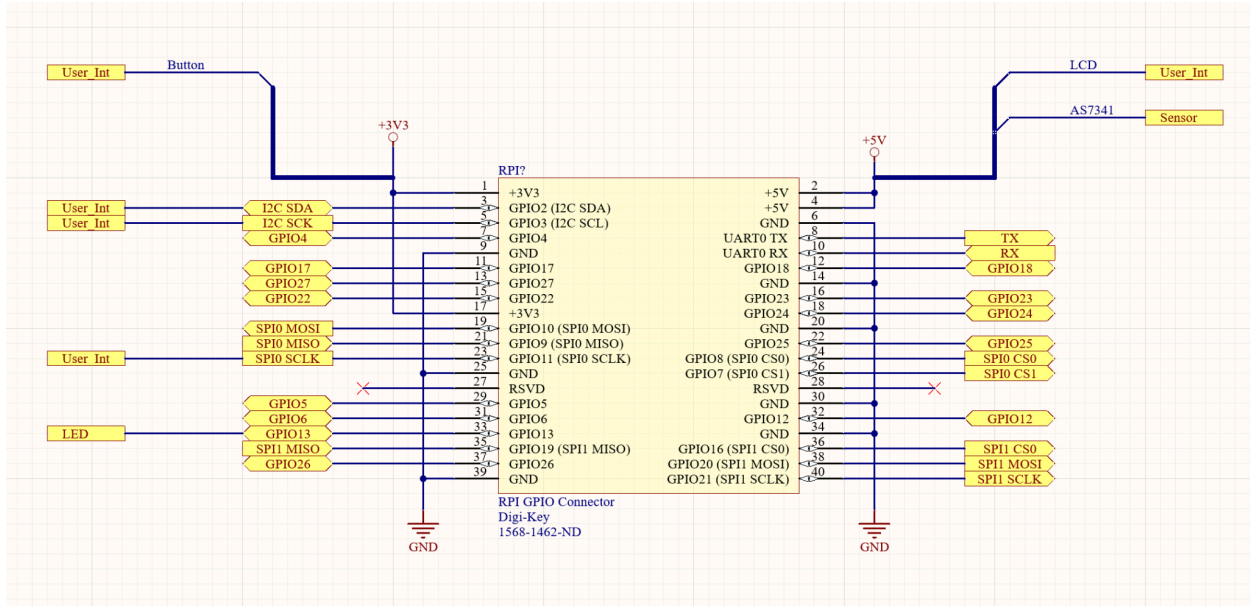 User_Int
Button
LCD
User_Int
AS7341
Sensor
+3V3
+5V
RPI?
1 +3V3 +5V 2
User_Int I2C SDA 3 GPIO2 (I2C SDA) +5V 4
User_Int I2C SCK 5 GPIO3 (I2C SCL) GND 6
GPIO4 7 GPIO4 UART0 TX 8 TX
9 GND UART0 RX 10 RX
GPIO17 11 GPIO17 GPIO18 12 GPIO18
GPIO27 13 GPIO27 GND 14
GPIO22 15 GPIO22 GPIO23 16 GPIO23
17 +3V3 GPIO24 18 GPIO24
SPI0 MOSI 19 GPIO10 (SPI0 MOSI) GND 20
SPI0 MISO 21 GPIO9 (SPI0 MISO) GPIO25 22 GPIO25
User_Int SPI0 SCLK 23 GPIO11 (SPI0 SCLK) GPIO8 (SPI0 CS0) 24 SPI0 CS0
25 GND GPIO7 (SPI0 CS1) 26 SPI0 CS1
27 RSVD RSVD 28
GPIO5 29 GPIO5 GND 30
GPIO6 31 GPIO6 GPIO12 32 GPIO12
LED GPIO13 33 GPIO13 GND 34
SPI1 MISO 35 GPIO19 (SPI1 MISO) GPIO16 (SPI1 CS0) 36 SPI1 CS0
GPIO26 37 GPIO26 GPIO20 (SPI1 MOSI) 38 SPI1 MOSI
39 GND GPIO21 (SPI1 SCLK) 40 SPI1 SCLK
RPI GPIO Connector
Digi-Key
1568-1462-ND
GND
GND